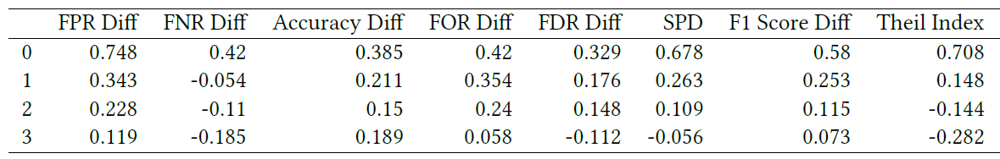 FPR Diff FNR Diff Accuracy Diff FOR Diff FDR Diff SPD F1 Score Diff Theil Index
0 0.748 0.42 0.385 0.42 0.329 0.678 0.58 0.708
1 0.343 -0.054 0.211 0.354 0.176 0.263 0.253 0.148
2 0.228 -0.11 0.15 0.24 0.148 0.109 0.115 -0.144
3 0.119 -0.185 0.189 0.058 -0.112 -0.056 0.073 -0.282